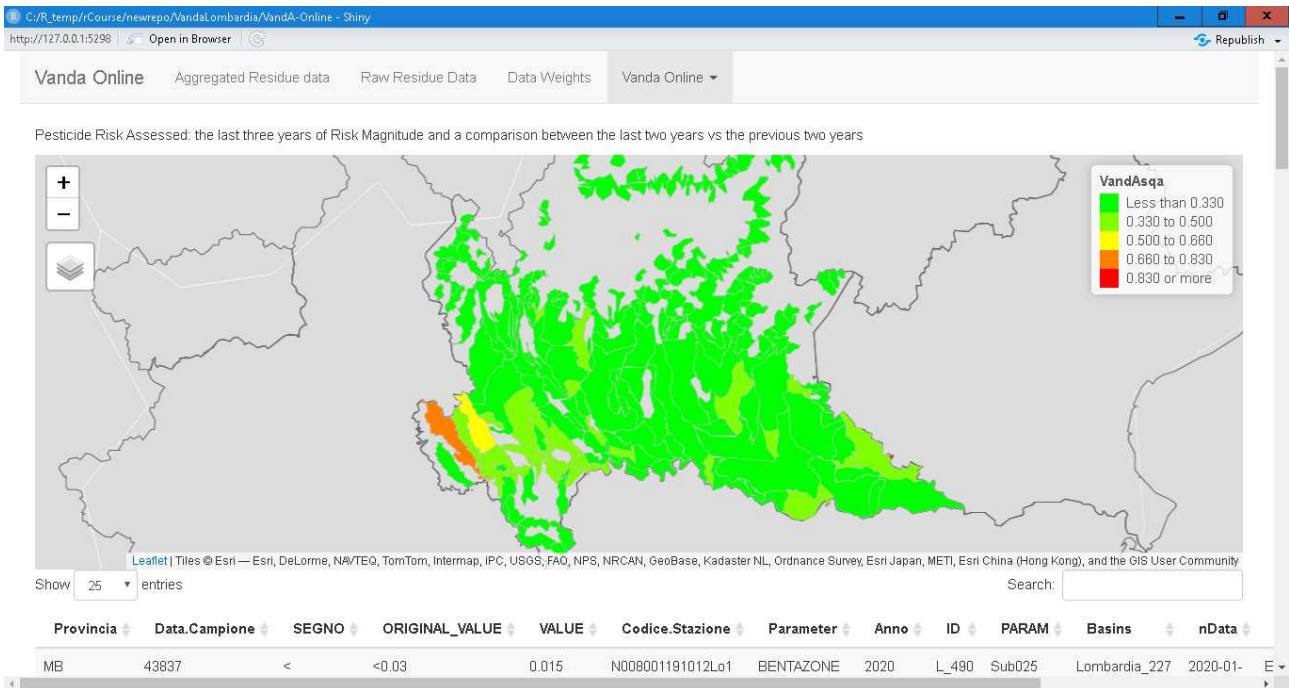 C:/R_temp/rCourse/newrepo/VandaLombardia/VandA-Online - Shiny
http://127.0.0.1:5298 Open in Browser Republish
Vanda Online Aggregated Residue data Raw Residue Data Data Weights Vanda Online
Pesticide Risk Assessed: the last three years of Risk Magnitude and a comparison between the last two years vs the previous two years
+
−
VandAsqa
Less than 0.330
0.330 to 0.500
0.500 to 0.660
0.660 to 0.830
0.830 or more
Leaflet | Tiles © Esri — Esri, DeLorme, NAVTEQ, TomTom, Intermap, iPC, USGS, FAO, NPS, NRCAN, GeoBase, Kadaster NL, Ordnance Survey, Esri Japan, METI, Esri China (Hong Kong), and the GIS User Community
Show 25 entries Search:
Provincia Data.Campione SEGNO ORIGINAL_VALUE VALUE Codice.Stazione Parameter Anno ID PARAM Basins nData
MB 43837 < <0.03 0.015 N008001191012Lo1 BENTAZONE 2020 L_490 Sub025 Lombardia_227 2020-01- E